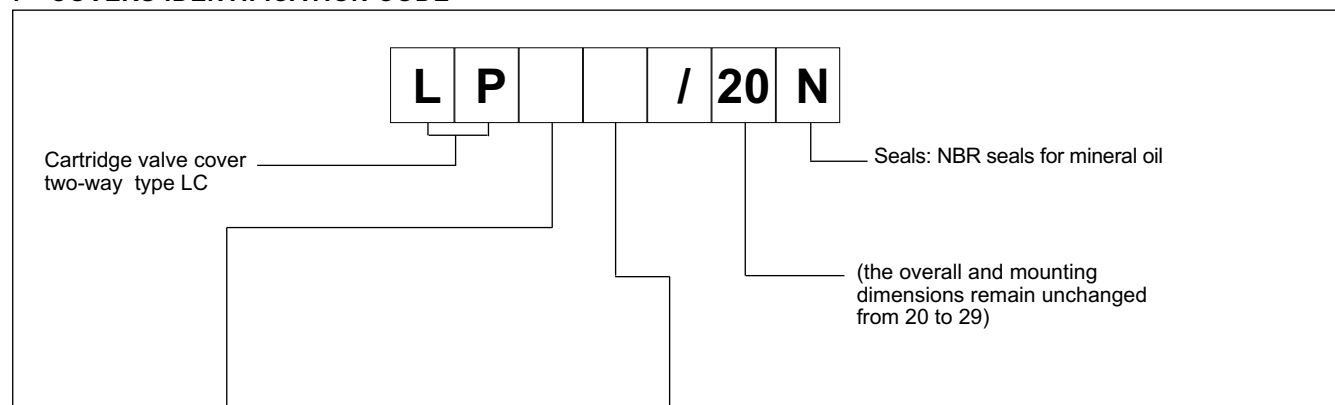 L P / 20 N
Cartridge valve cover
two-way type LC
Seals: NBR seals for mineral oil
(the overall and mounting
dimensions remain unchanged
from 20 to 29)